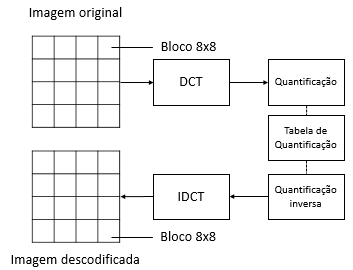 Imagem original
Bloco 8x8
DCT
Quantificação
Tabela de
Quantificação
IDCT
Quantificação
inversa
Bloco 8x8
Imagem descodificada